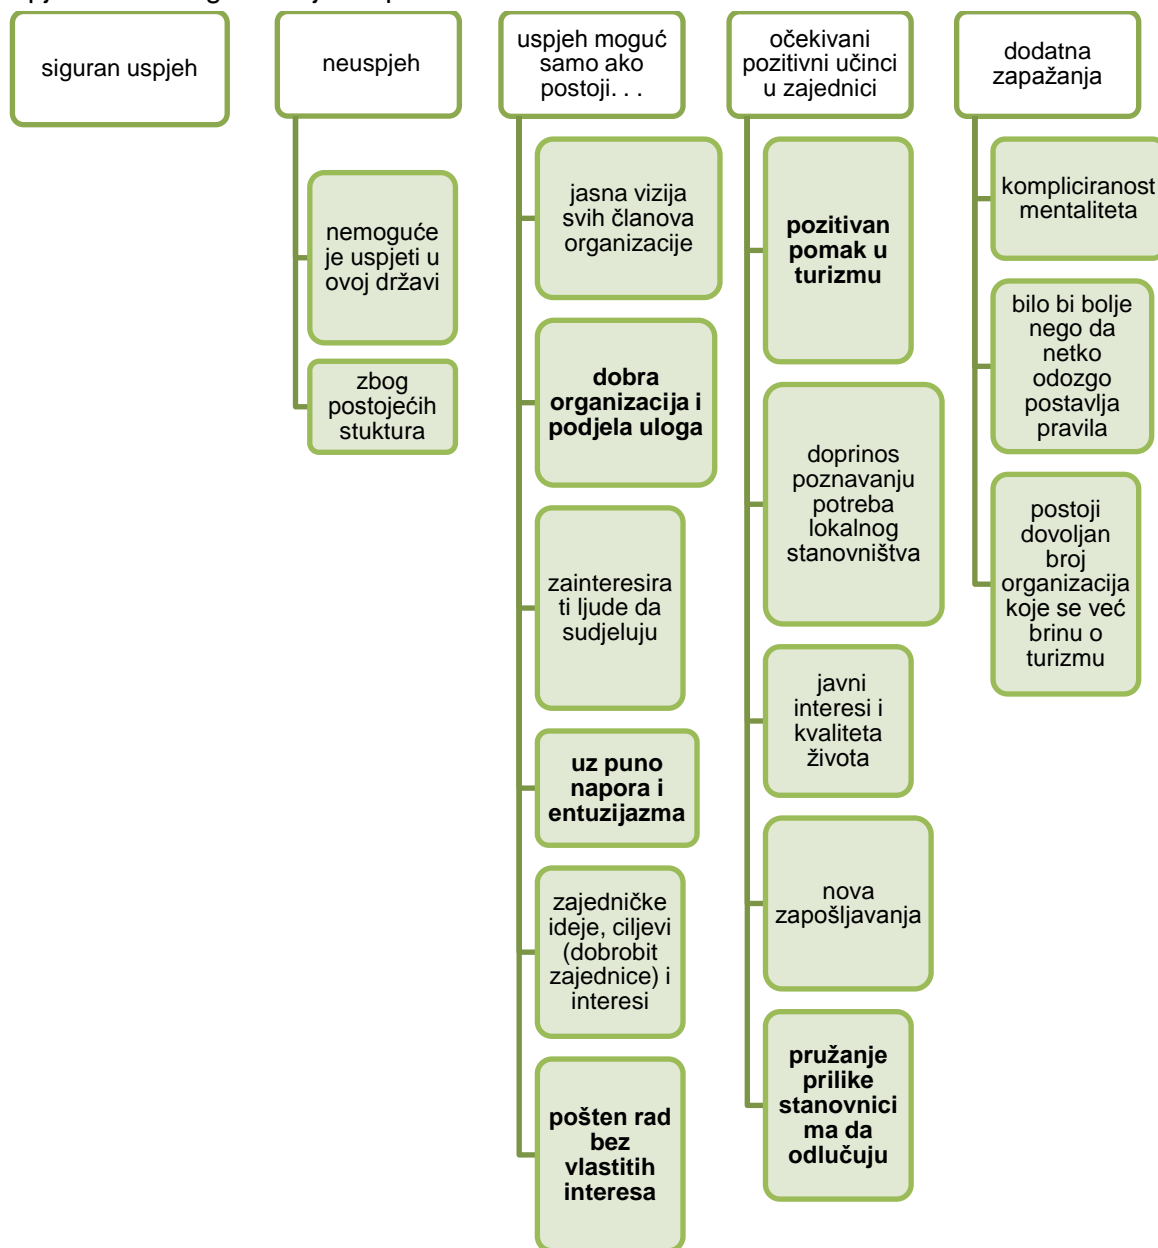 siguran uspjeh
neuspjeh
nemoguće
je uspjeti u
ovoj državi
zbog
postojećih
stuktura
uspjeh moguć
samo ako
postoji. . .
jasna vizija
svih članova
organizacije
dobra
organizacija i
podjela uloga
zainteresira
ti ljude da
sudjeluju
uz puno
napora i
entuzijazma
zajedničke
ideje, ciljevi
(dobrobit
zajednice) i
interesi
pošten rad
bez
vlastitih
interesa
očekivani
pozitivni učinci
u zajednici
pozitivan
pomak u
turizmu
doprinos
poznavanju
potreba
lokalnog
stanovništva
javni
interesi i
kvaliteta
života
nova
zapošljavanja
pružanje
prilike
stanovnici
ma da
odlučuju
dodatna
zapažanja
kompliciranost
mentaliteta
bilo bi bolje
nego da
netko
odozgo
postavlja
pravila
postoji
dovoljan
broj
organizacija
koje se već
brinu o
turizmu